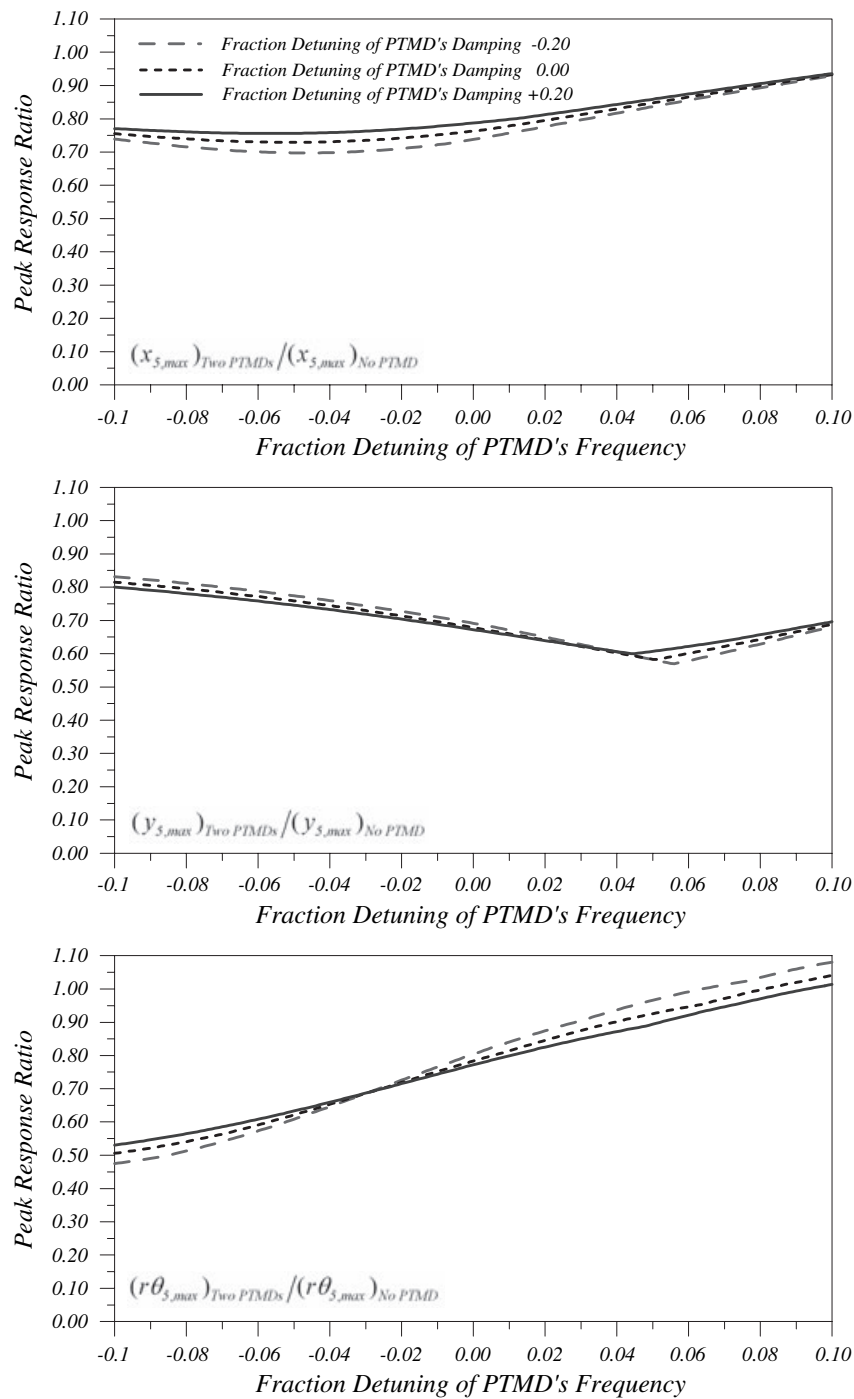 1.10
1.00
0.90
0.80
0.70
0.60
0.50
0.40
0.30
0.20
0.10
0.00
Peak Response Ratio
Fraction Detuning of PTMD's Damping -0.20
Fraction Detuning of PTMD's Damping 0.00
Fraction Detuning of PTMD's Damping +0.20
(x5,max)Two PTMDs/(x5,max)No PTMD
-0.1 -0.08 -0.06 -0.04 -0.02 0.00 0.02 0.04 0.06 0.08 0.10
Fraction Detuning of PTMD's Frequency
1.10
1.00
0.90
0.80
0.70
0.60
0.50
0.40
0.30
0.20
0.10
0.00
Peak Response Ratio
(y5,max)Two PTMDs/(y5,max)No PTMD
-0.1 -0.08 -0.06 -0.04 -0.02 0.00 0.02 0.04 0.06 0.08 0.10
Fraction Detuning of PTMD's Frequency
1.10
1.00
0.90
0.80
0.70
0.60
0.50
0.40
0.30
0.20
0.10
0.00
Peak Response Ratio
(rθ5,max)Two PTMDs/(rθ5,max)No PTMD
-0.1 -0.08 -0.06 -0.04 -0.02 0.00 0.02 0.04 0.06 0.08 0.10
Fraction Detuning of PTMD's Frequency